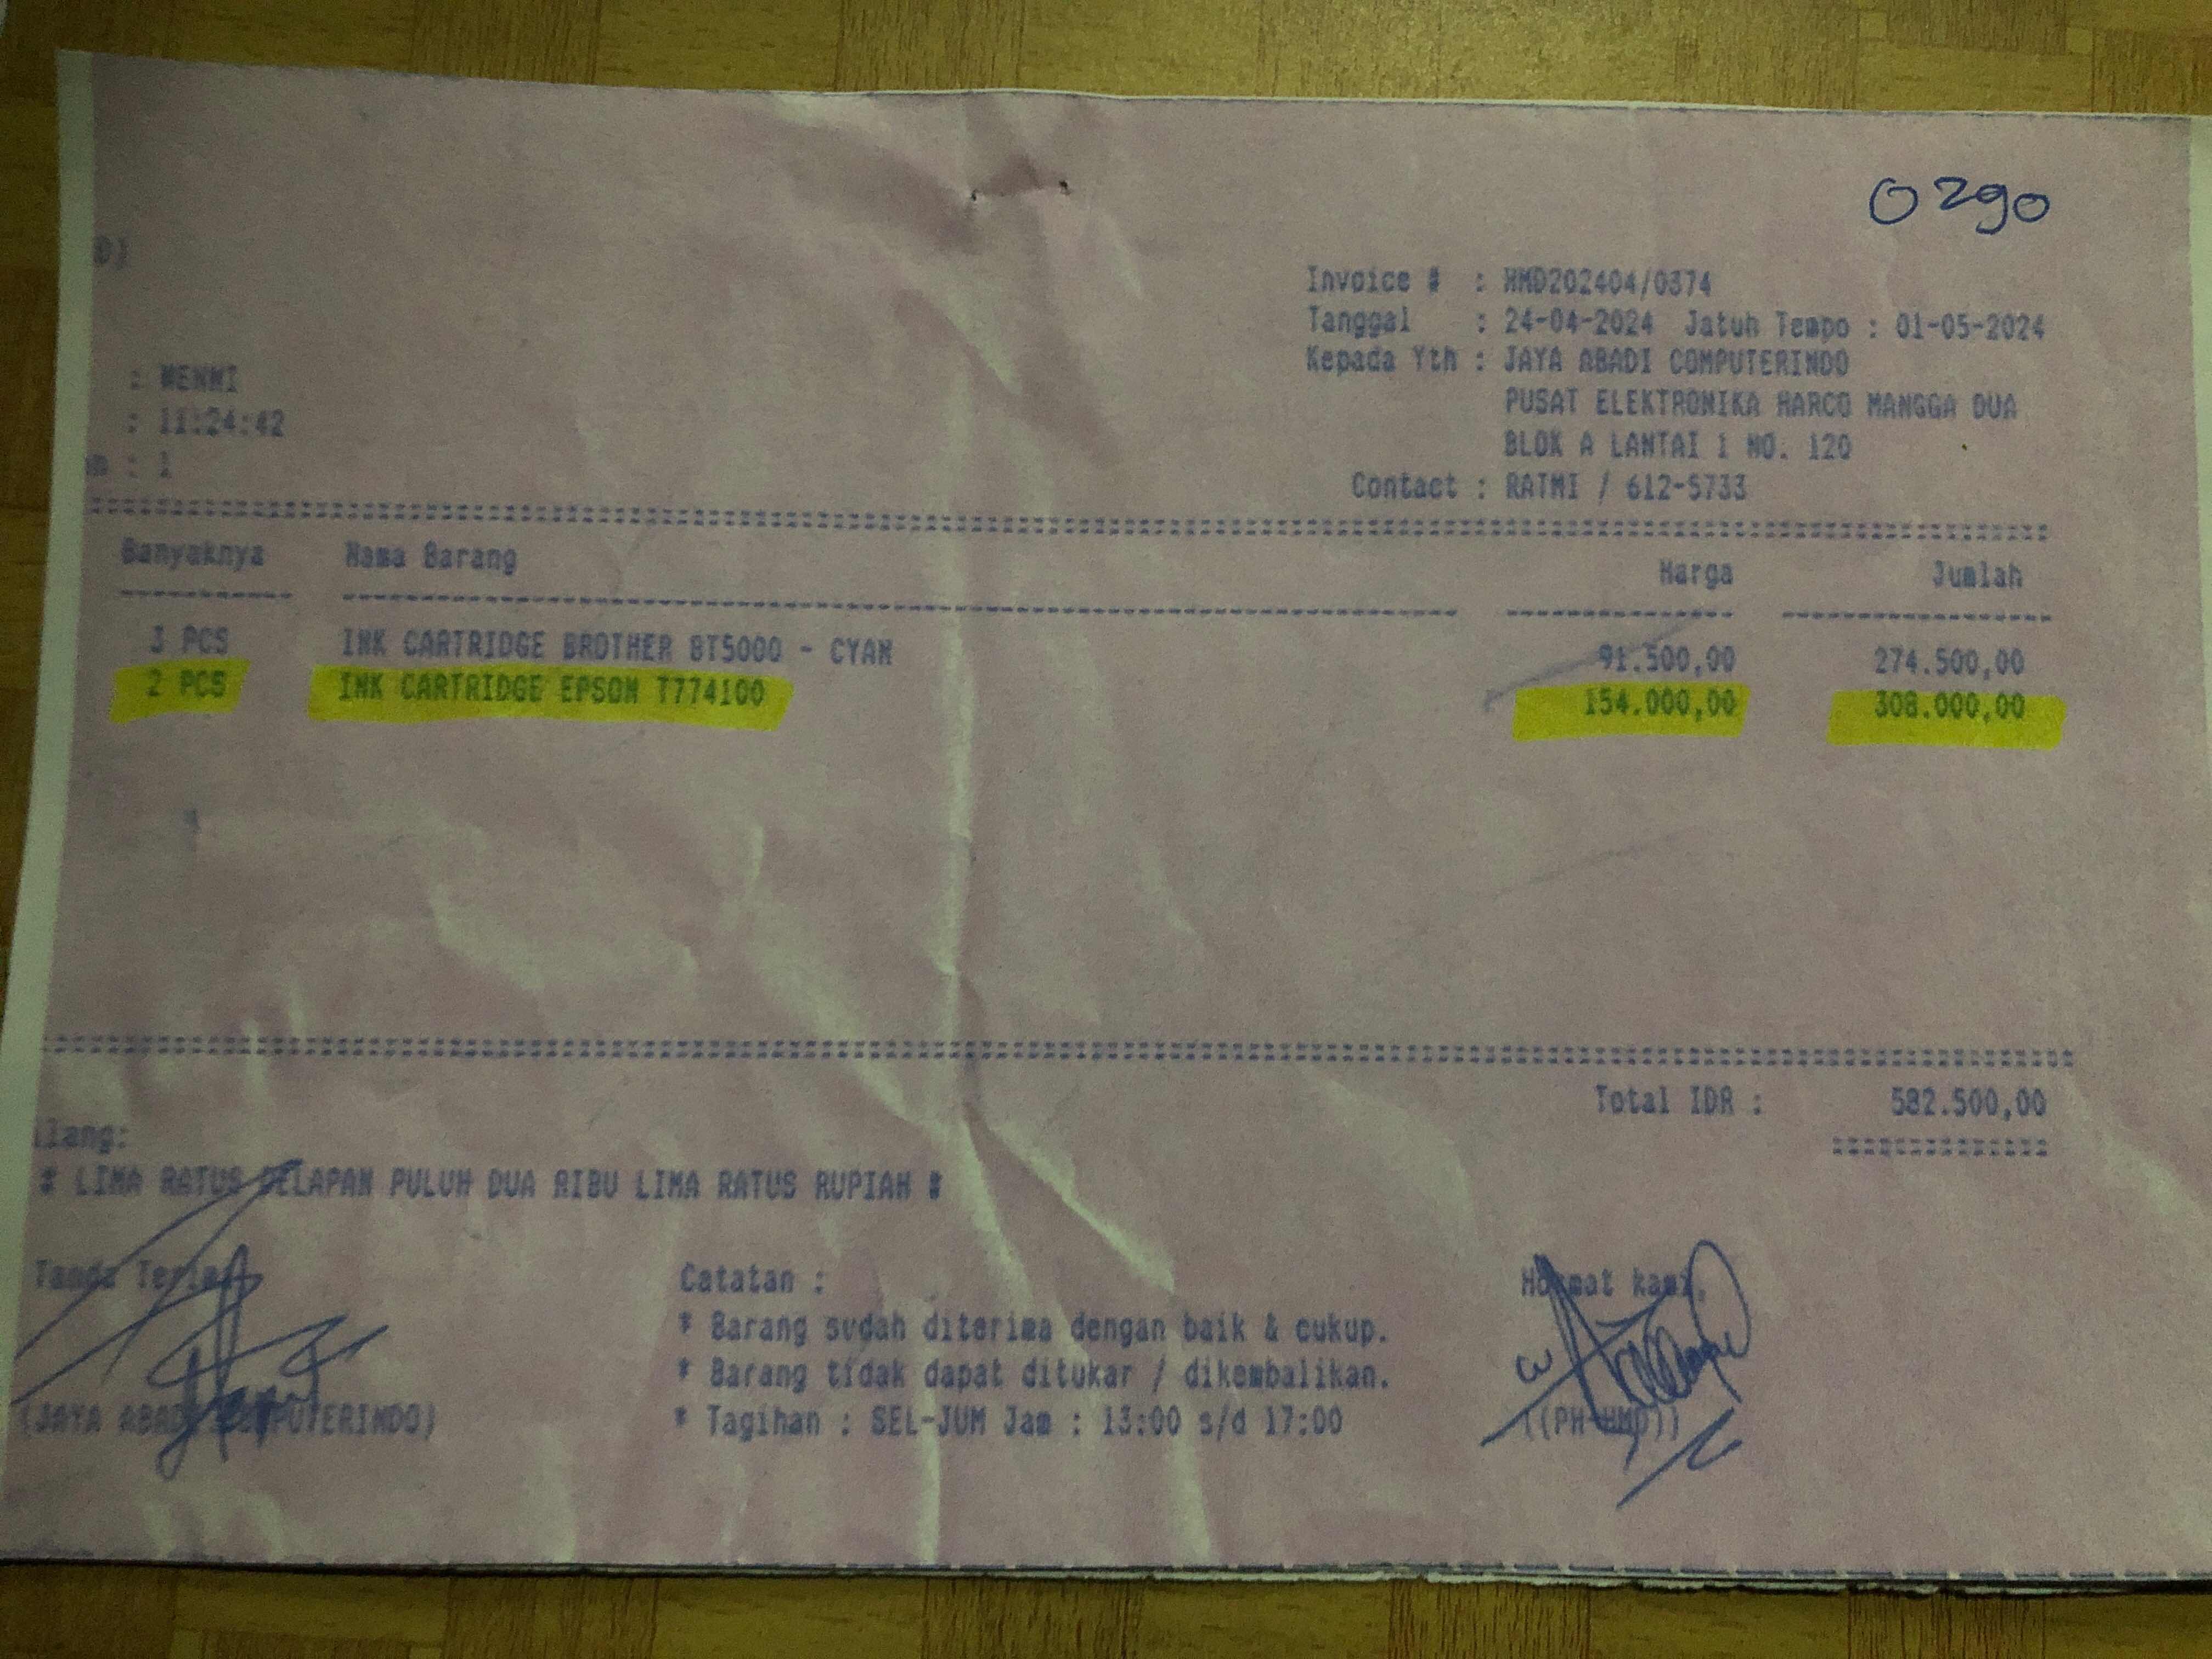 0290
D)
Invoice # : HMD202404/0374
Tanggal : 24-04-2024 Jatuh Tempo : 01-05-2024
: WENWI
Kepada Yth : JAYA ABADI COMPUTERINDO
: 11:24:42
PUSAT ELEKTRONIKA HARCO MANGGA DUA
BLOK A LANTAI 1 NO. 120
: 1
Contact : RATMI / 612-5733
Banyaknya Nama Barang Harga Jumlah
3 PCS INK CARTRIDGE BROTHER BT5000 - CYAN 91.500,00 274.500,00
2 PCS INK CARTRIDGE EPSON T774100 154.000,00 308.000,00
Total IDR : 582.500,00
ilang:
# LIMA RATUS DELAPAN PULUH DUA RIBU LIMA RATUS RUPIAH #
Tanda Terima Catatan : Hormat kami,
* Barang sudah diterima dengan baik & cukup.
* Barang tidak dapat ditukar / dikembalikan.
(JAYA ABADI COMPUTERINDO) * Tagihan : SEL-JUM Jam : 13:00 s/d 17:00 ((PH-HMD))